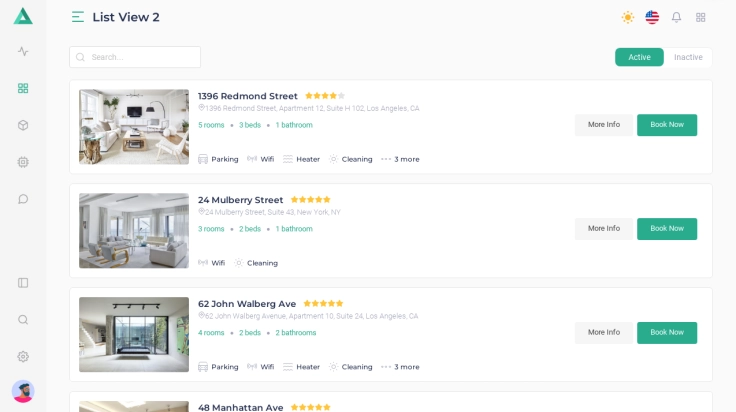 List View 2
Search...
Active Inactive
1396 Redmond Street
1396 Redmond Street, Apartment 12, Suite H 102, Los Angeles, CA
5 rooms 3 beds 1 bathroom
More Info Book Now
Parking Wifi Heater Cleaning 3 more
24 Mulberry Street
24 Mulberry Street, Suite 43, New York, NY
3 rooms 2 beds 1 bathroom
More Info Book Now
Wifi Cleaning
62 John Walberg Ave
62 John Walberg Avenue, Apartment 10, Suite 24, Los Angeles, CA
4 rooms 2 beds 2 bathrooms
More Info Book Now
Parking Wifi Heater Cleaning 3 more
48 Manhattan Ave